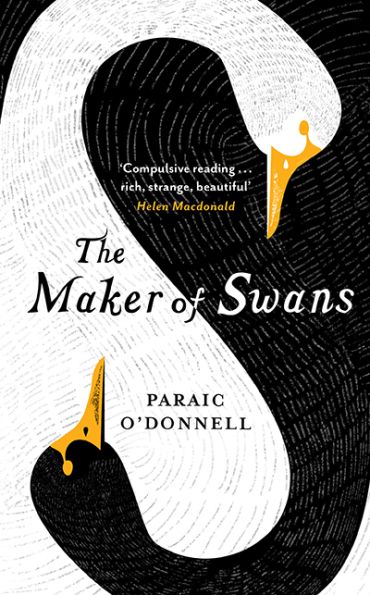 ‘Compulsive reading . . .
rich, strange, beautiful’
Helen Macdonald
The
Maker of Swans
PARAIC
O’DONNELL